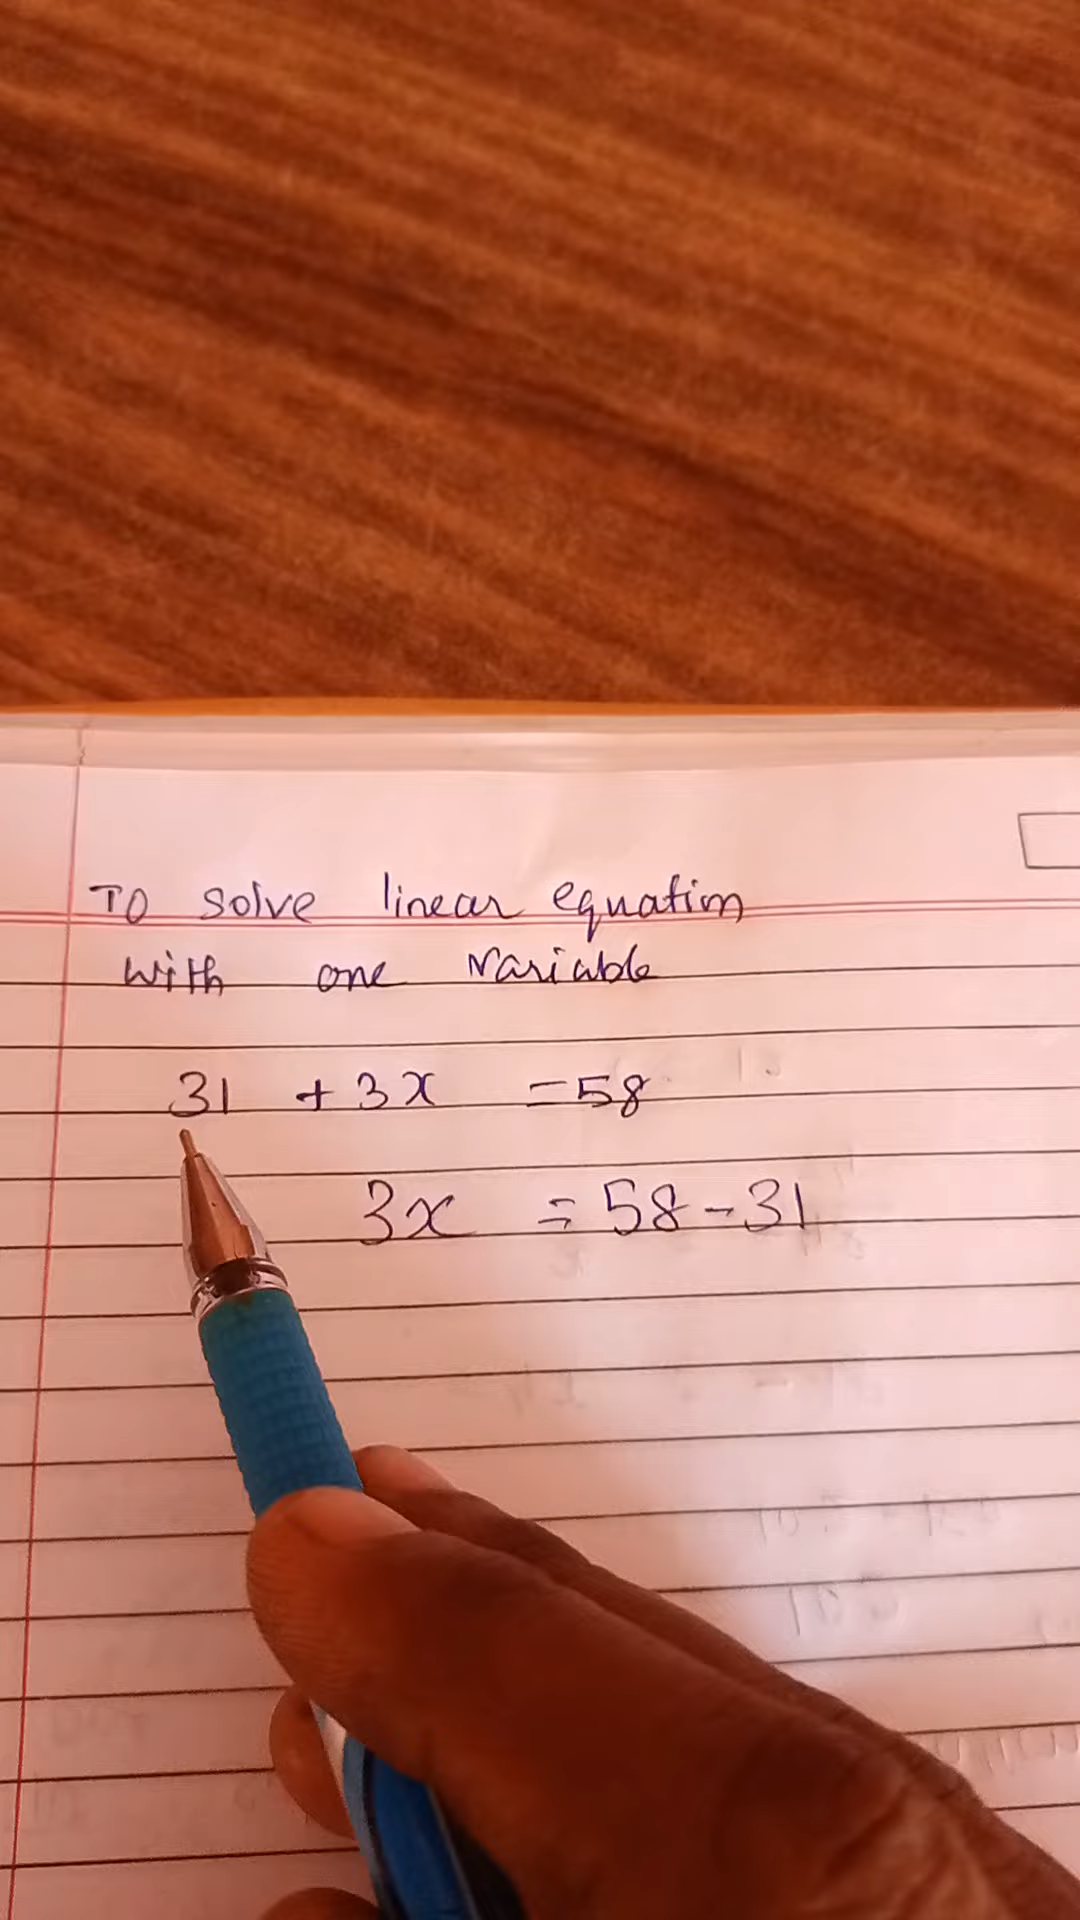 To solve linear equation
with one variable
31 + 3x = 58
3x = 58 - 31